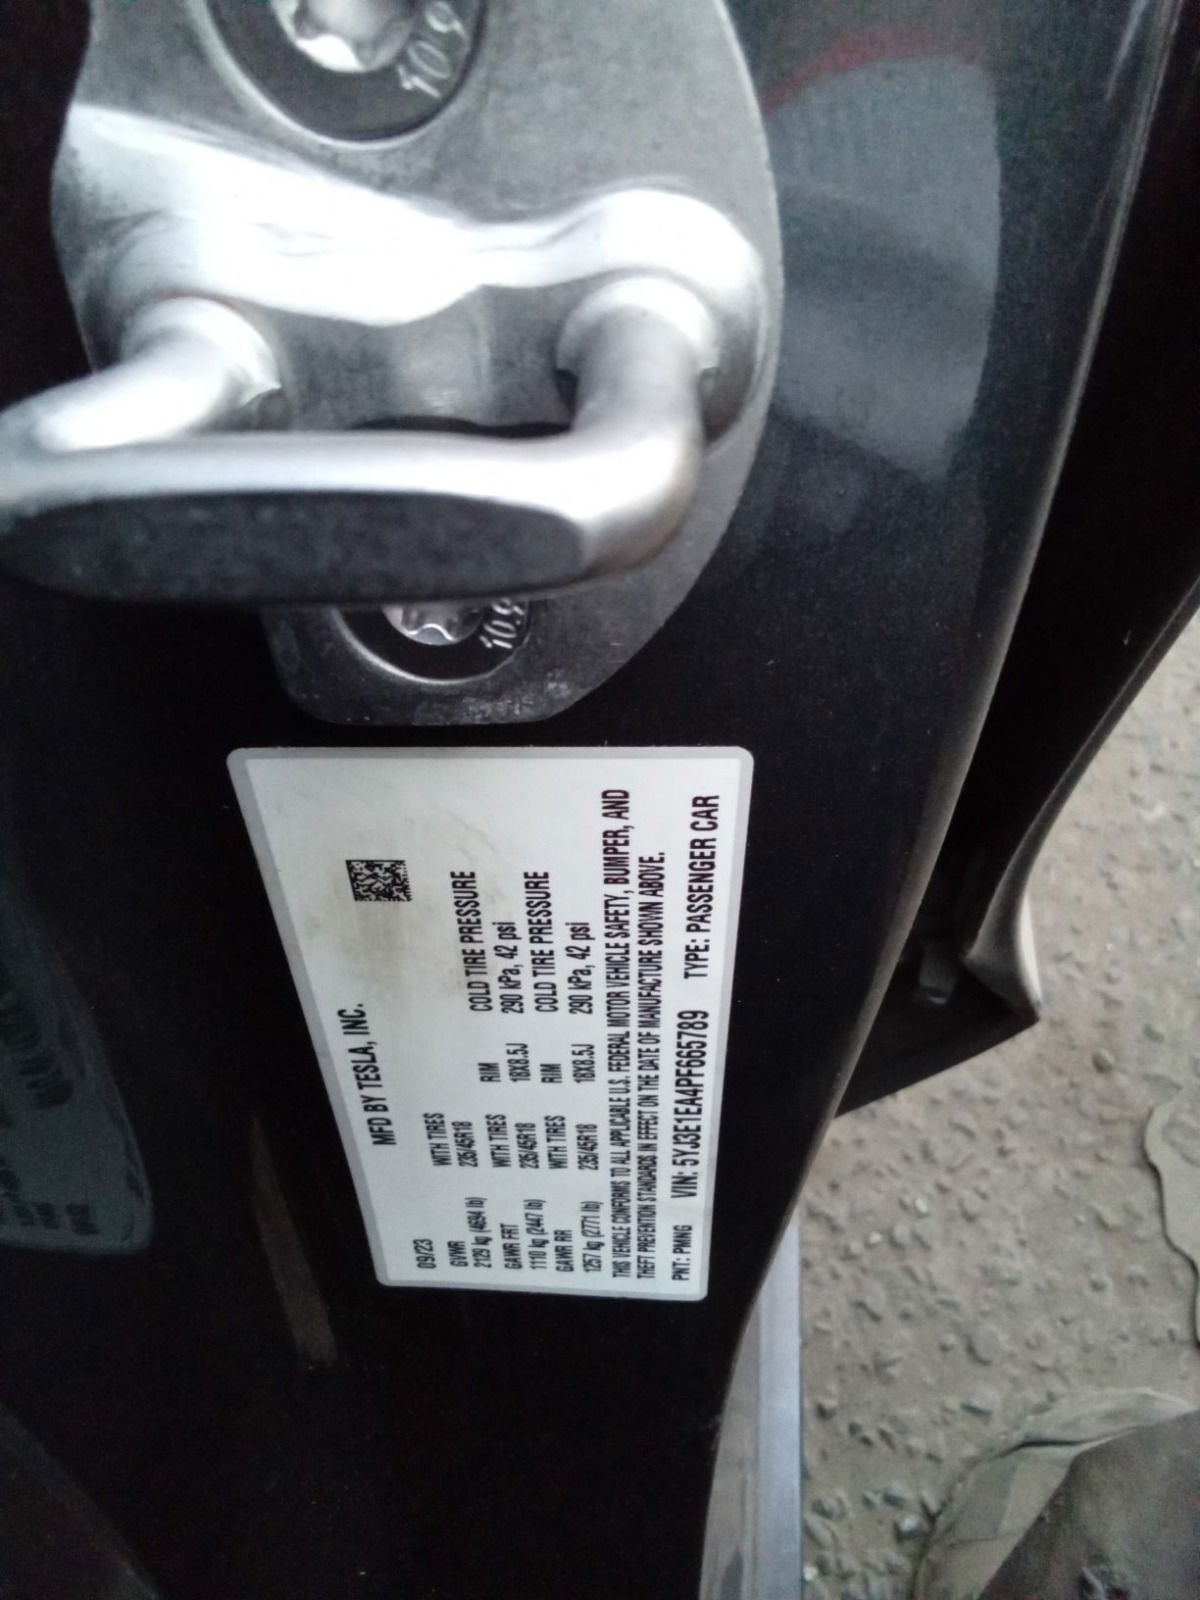 10.9
10.9
MFD BY TESLA, INC.
09/23
GVWR WITH TIRES RIM COLD TIRE PRESSURE
2129 kg (4694 lb) 235/45R18 18X8.5J 290 kPa, 42 psi
GAWR FRT WITH TIRES RIM COLD TIRE PRESSURE
1110 kg (2447 lb) 235/45R18 18X8.5J 290 kPa, 42 psi
GAWR RR WITH TIRES
1257 kg (2771 lb) 235/45R18
THIS VEHICLE CONFORMS TO ALL APPLICABLE U.S. FEDERAL MOTOR VEHICLE SAFETY, BUMPER, AND
THEFT PREVENTION STANDARDS IN EFFECT ON THE DATE OF MANUFACTURE SHOWN ABOVE.
PNT: PMNG VIN: 5YJ3E1EA4PF665789 TYPE: PASSENGER CAR